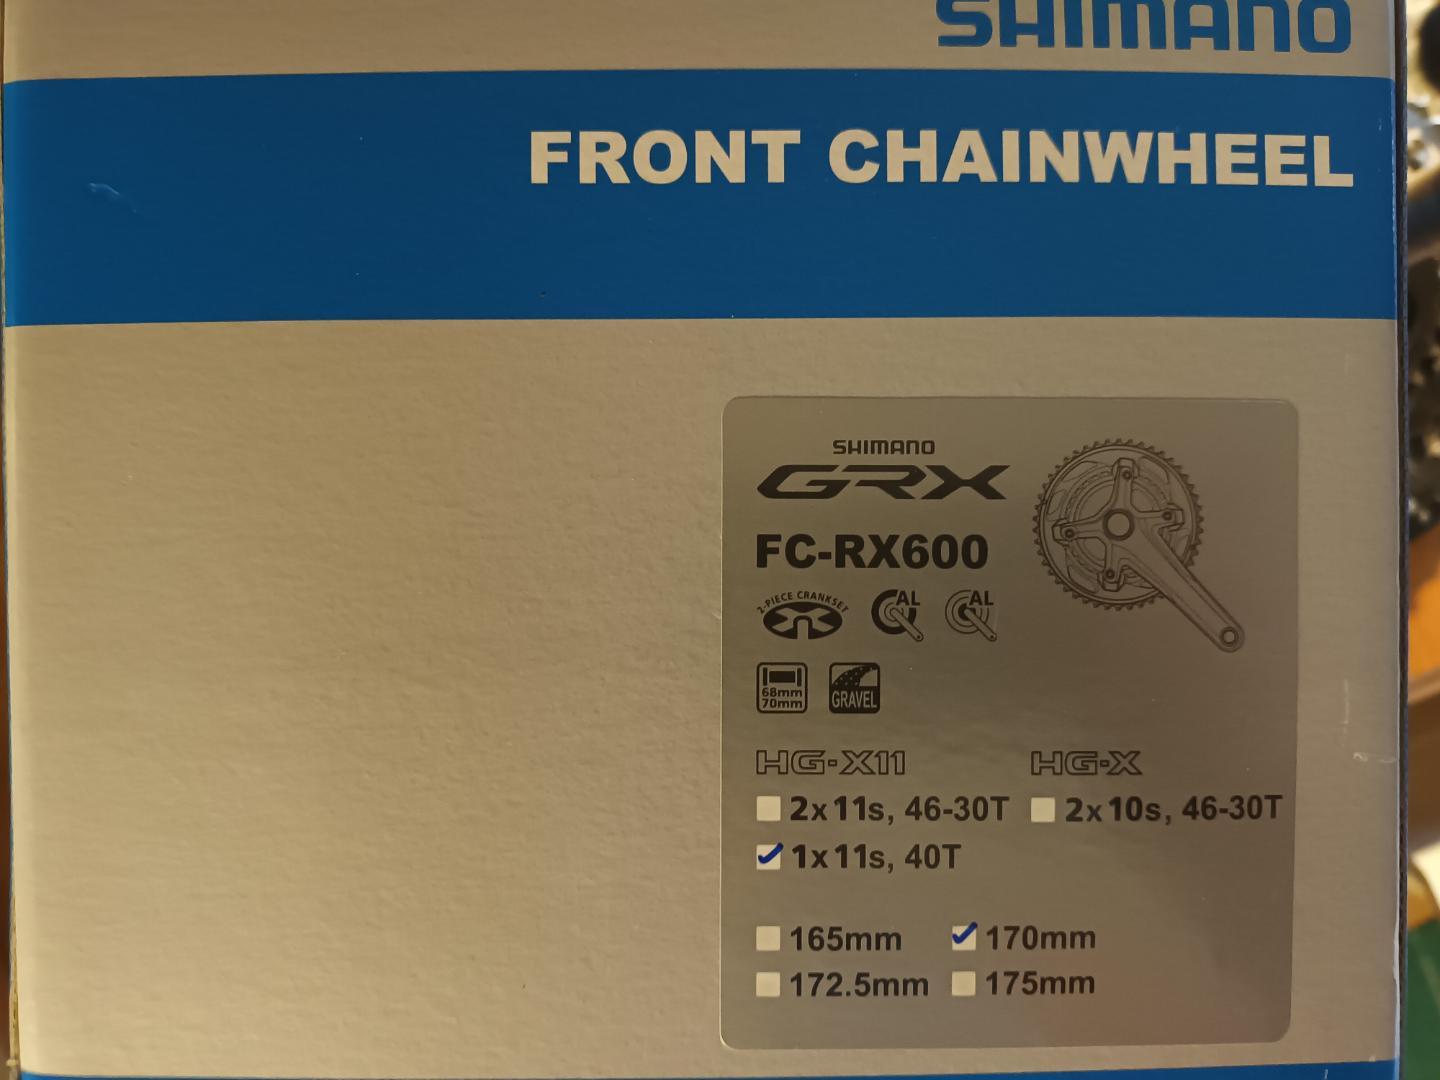 SHIMANO
FRONT CHAINWHEEL
SHIMANO
GRX
FC-RX600
2-PIECE CRANKSET
AL
AL
68mm
70mm
GRAVEL
HG-X11
HG-X
2x11s, 46-30T
2x10s, 46-30T
1x11s, 40T
165mm
170mm
172.5mm
175mm